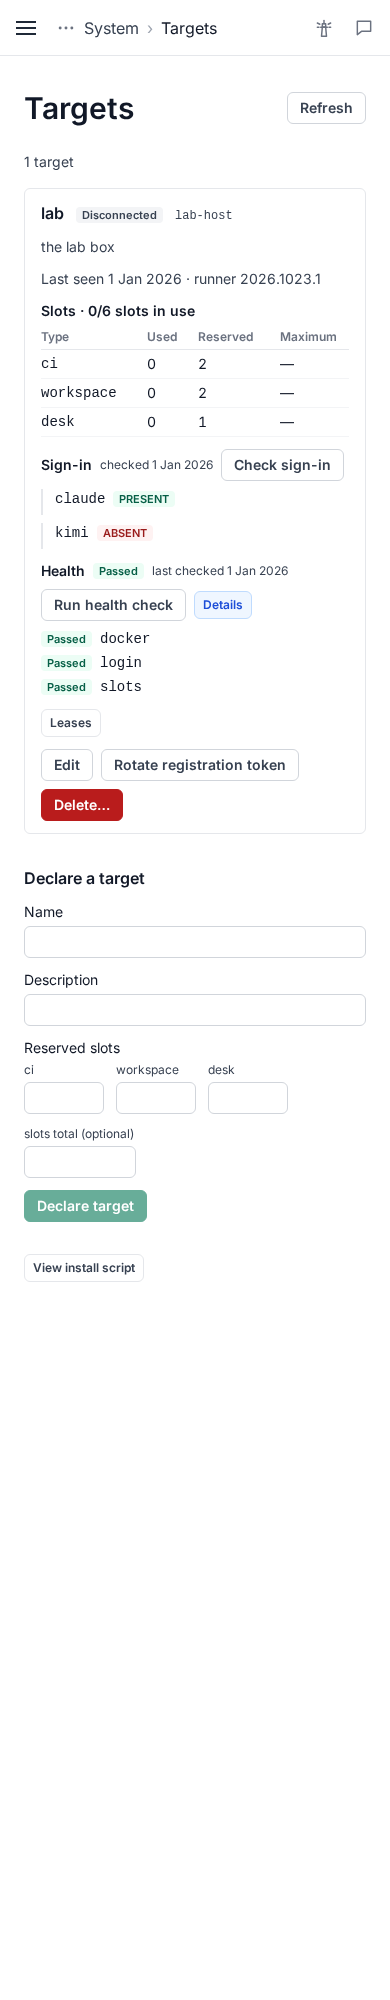 System › Targets
Targets
Refresh
1 target
lab Disconnected lab-host
the lab box
Last seen 1 Jan 2026 · runner 2026.1023.1
Slots · 0/6 slots in use
Type Used Reserved Maximum
ci 0 2 —
workspace 0 2 —
desk 0 1 —
Sign-in checked 1 Jan 2026 Check sign-in
claude PRESENT
kimi ABSENT
Health Passed last checked 1 Jan 2026
Run health check Details
Passed docker
Passed login
Passed slots
Leases
Edit Rotate registration token
Delete...
Declare a target
Name
Description
Reserved slots
ci workspace desk
slots total (optional)
Declare target
View install script